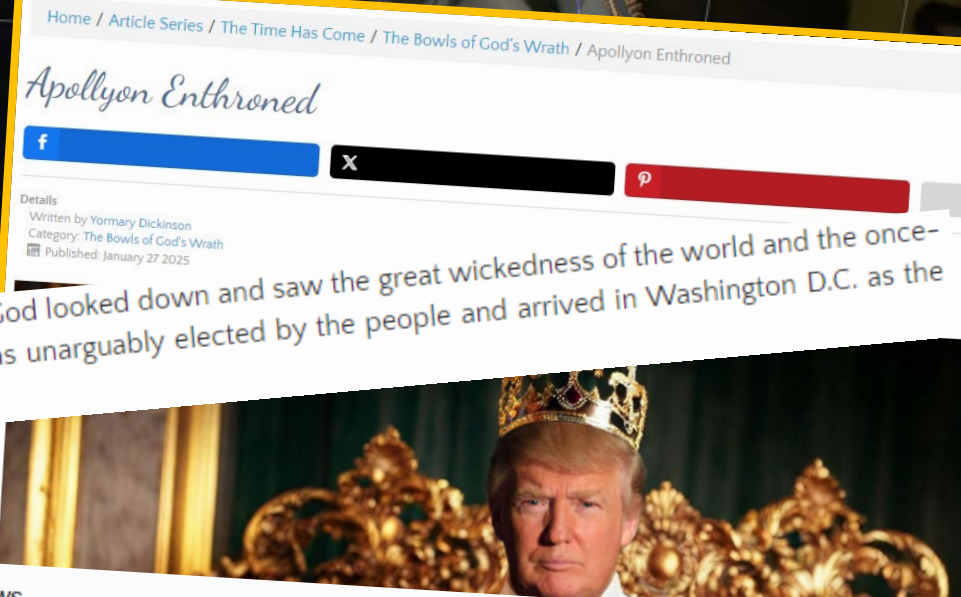 Home / Article Series / The Time Has Come / The Bowls of God's Wrath / Apollyon Enthroned
Apollyon Enthroned
f
X
Details
Written by Yormary Dickinson
Category: The Bowls of God's Wrath
Published: January 27 2025
God looked down and saw the great wickedness of the world and the once-
s unarguably elected by the people and arrived in Washington D.C. as the
ws